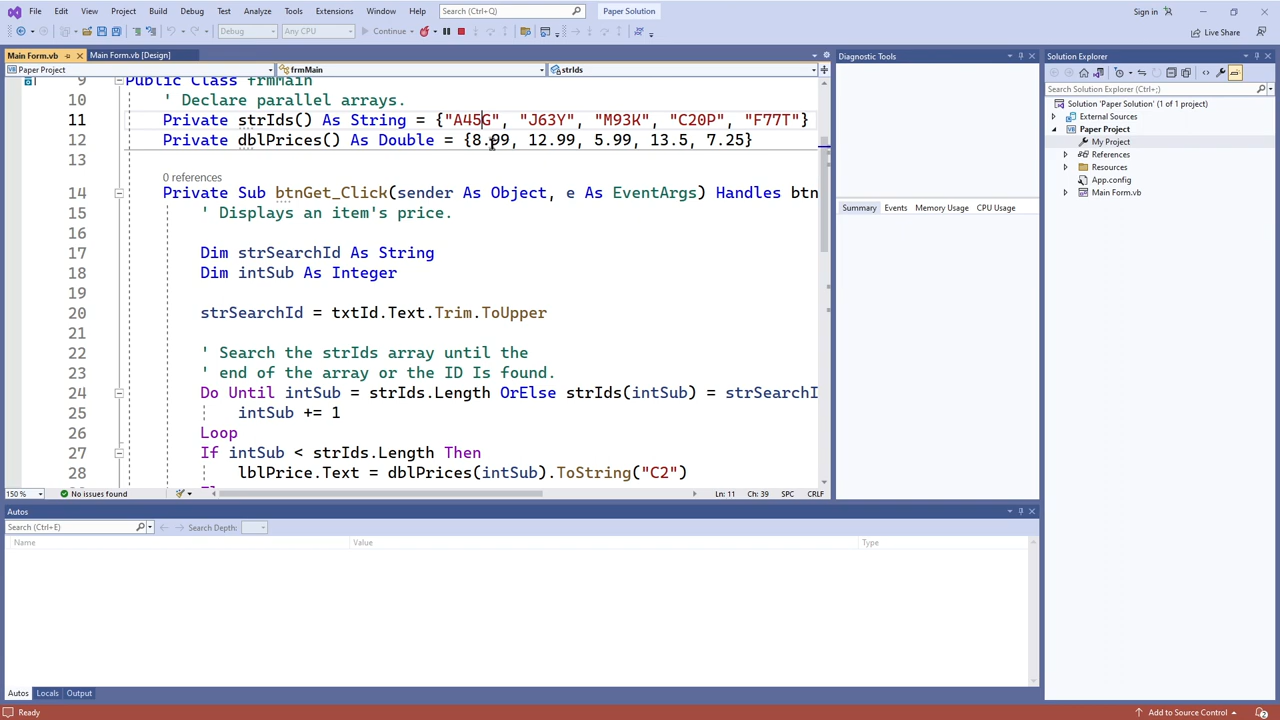 File Edit View Git Project Build Debug Test Analyze Tools Extensions Window Help Search (Ctrl+Q) Paper Solution Sign in
Debug Any CPU Continue Live Share
Main Form.vb Main Form.vb [Design]
Paper Project frmMain strIds
9 Public Class frmMain
10 ' Declare parallel arrays.
11 Private strIds() As String = {"A45G", "J63Y", "M93K", "C20P", "F77T"}
12 Private dblPrices() As Double = {8.99, 12.99, 5.99, 13.5, 7.25}
13
0 references
14 Private Sub btnGet_Click(sender As Object, e As EventArgs) Handles btn
15 ' Displays an item's price.
16
17 Dim strSearchId As String
18 Dim intSub As Integer
19
20 strSearchId = txtId.Text.Trim.ToUpper
21
22 ' Search the strIds array until the
23 ' end of the array or the ID Is found.
24 Do Until intSub = strIds.Length OrElse strIds(intSub) = strSearchI
25 intSub += 1
26 Loop
27 If intSub < strIds.Length Then
28 lblPrice.Text = dblPrices(intSub).ToString("C2")
150 % No issues found Ln: 11 Ch: 39 SPC CRLF
Diagnostic Tools
Summary Events Memory Usage CPU Usage
Solution Explorer
Search Solution Explorer (Ctrl+;)
Solution 'Paper Solution' (1 of 1 project)
External Sources
Paper Project
My Project
References
Resources
App.config
Main Form.vb
Autos
Search (Ctrl+E) Search Depth:
Name Value Type
Autos Locals Output
Ready Add to Source Control 2